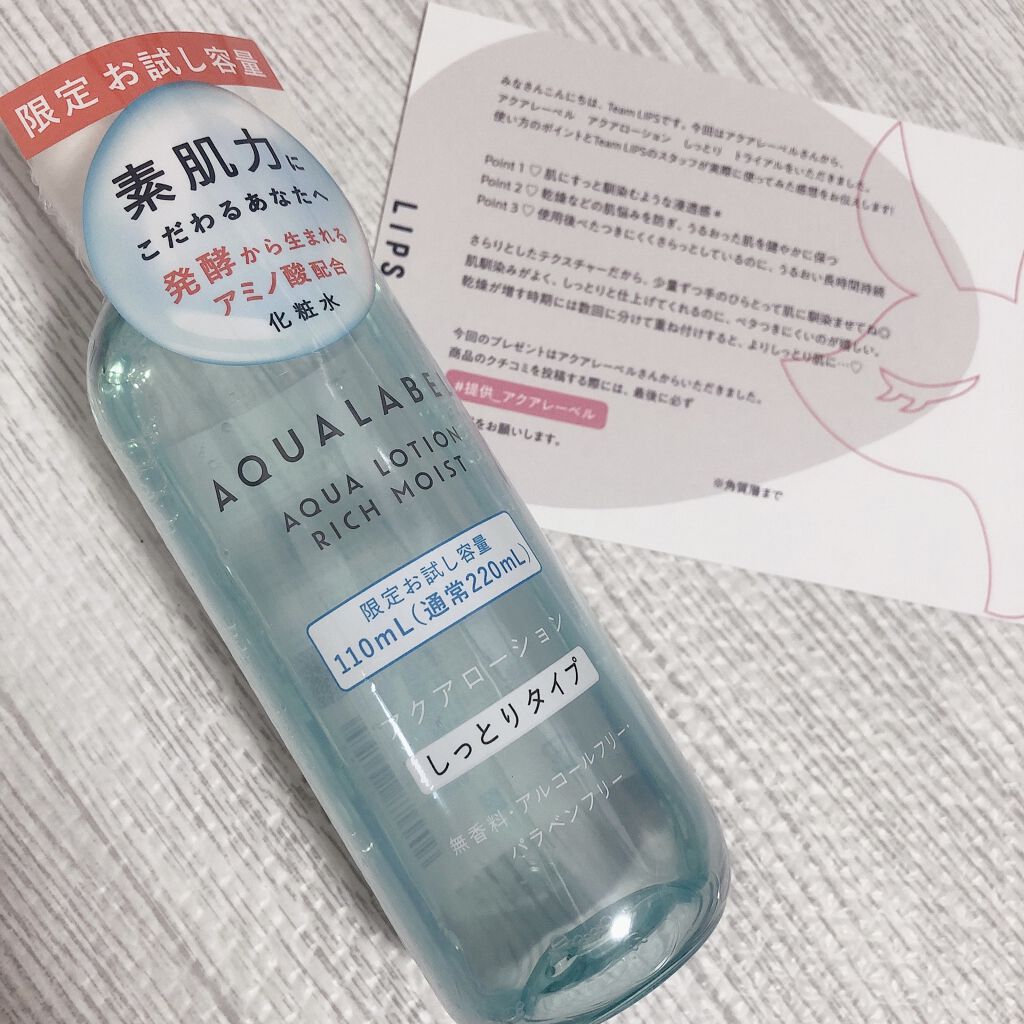 限定 お試し容量
素肌力に
こだわるあなたへ
発酵から生まれる
アミノ酸配合
化粧水
AQUALABE
AQUA LOTION
RICH MOIST
限定お試し容量
110mL(通常220mL)
アクアローション
しっとりタイプ
無香料・アルコールフリー・
パラベンフリー
LIPS
みなさんこんにちは、Team LIPSです。今回はアクアレーベルさんから、
アクアレーベル アクアローション しっとり トライアルをいただきました。
使い方のポイントとTeam LIPSのスタッフが実際に使ってみた感想をお伝えします!
Point 1 ♡ 肌にすっと馴染むような浸透感※
Point 2 ♡ 乾燥などの肌悩みを防ぎ、うるおった肌を健やかに保つ
Point 3 ♡ 使用後べたつきにくくさらっとしているのに、うるおい長時間持続
さらりとしたテクスチャーだから、少量ずつ手のひらにとって肌に馴染ませてね◎
肌馴染みがよく、しっとりと仕上げてくれるのに、ベタつきにくいのが嬉しい。
乾燥が増す時期には数回に分けて重ね付けすると、よりしっとり肌に…♡
今回のプレゼントはアクアレーベルさんからいただきました。
商品のクチコミを投稿する際には、最後に必ず
#提供_アクアレーベル
をお願いします。
※角質層まで